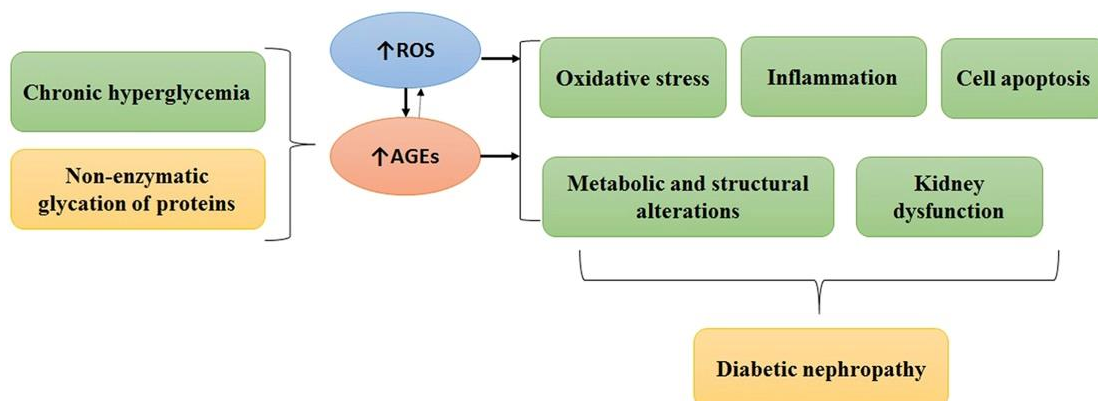 Chronic hyperglycemia
Non-enzymatic
glycation of proteins
↑ROS
↑AGEs
Oxidative stress
Inflammation
Cell apoptosis
Metabolic and structural
alterations
Kidney
dysfunction
Diabetic nephropathy